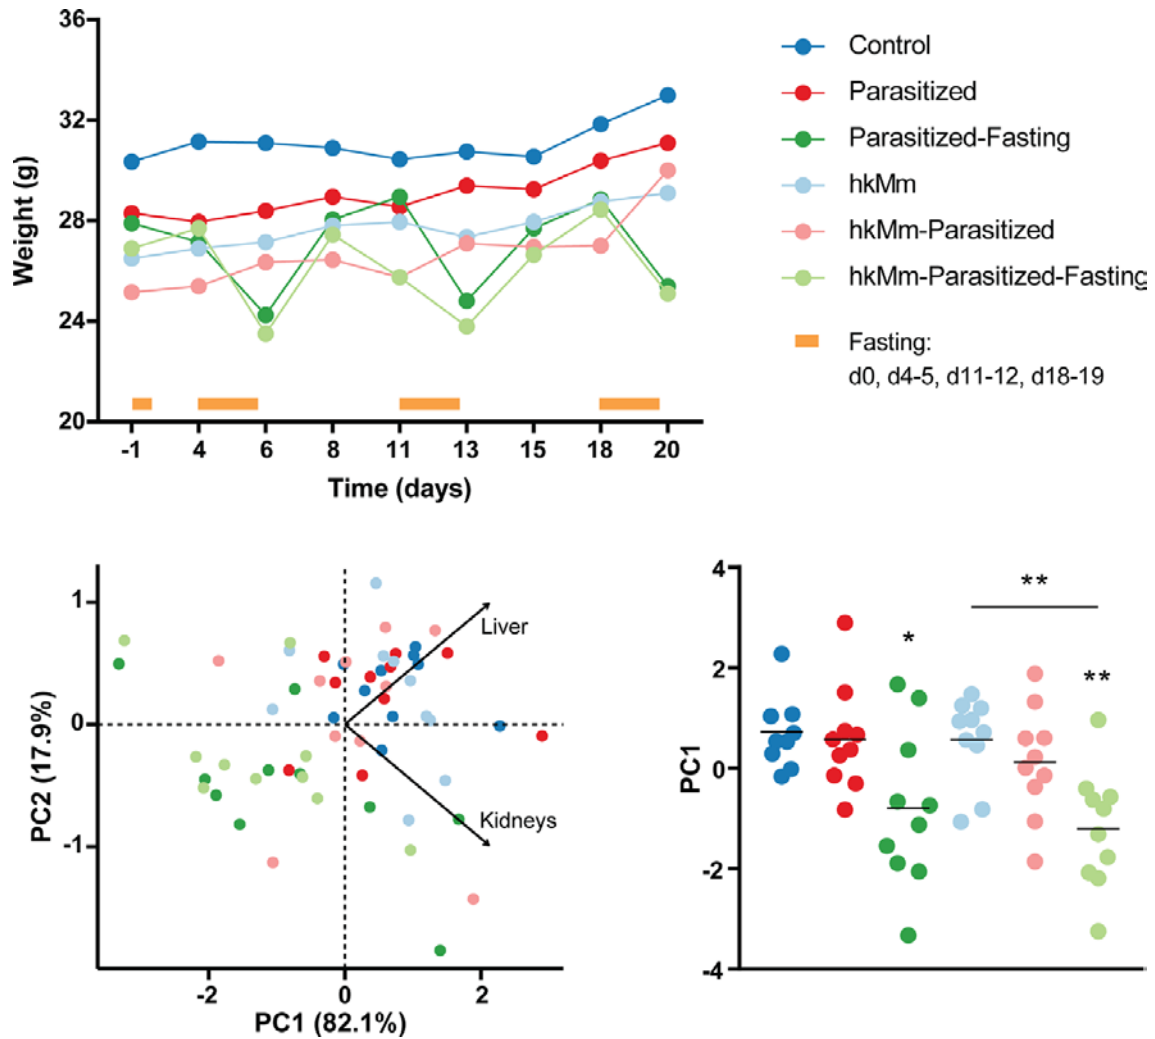 36
32
28
24
20
Weight (g)
-1 4 6 8 11 13 15 18 20
Time (days)
Control
Parasitized
Parasitized-Fasting
hkMm
hkMm-Parasitized
hkMm-Parasitized-Fasting
Fasting:
d0, d4-5, d11-12, d18-19
1
0
-1
PC2 (17.9%)
Liver
Kidneys
-2 0 2
PC1 (82.1%)
4
2
0
-2
-4
PC1
**
*
**